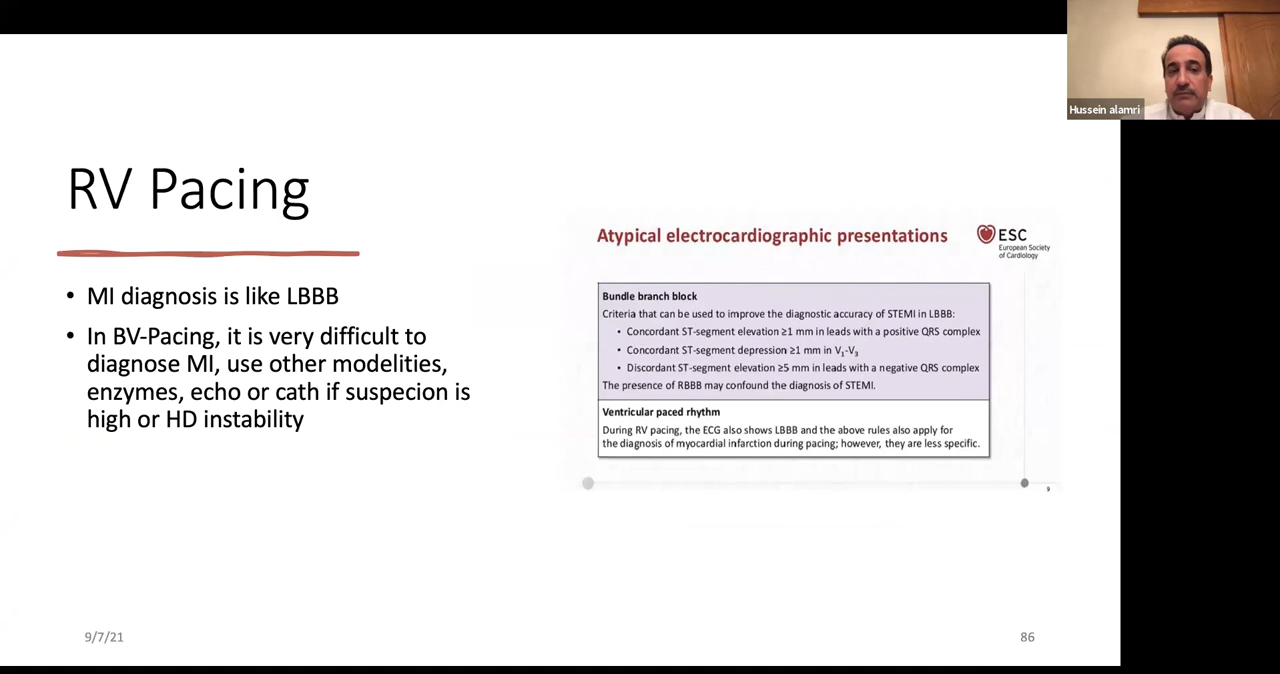 Hussein alamri
RV Pacing
• MI diagnosis is like LBBB
• In BV-Pacing, it is very difficult to
diagnose MI, use other modelities,
enzymes, echo or cath if suspecion is
high or HD instability
Atypical electrocardiographic presentations
ESC
European Society
of Cardiology
Bundle branch block
Criteria that can be used to improve the diagnostic accuracy of STEMI in LBBB:
• Concordant ST-segment elevation ≥1 mm in leads with a positive QRS complex
• Concordant ST-segment depression ≥1 mm in V₁-V₃
• Discordant ST-segment elevation ≥5 mm in leads with a negative QRS complex
The presence of RBBB may confound the diagnosis of STEMI.
Ventricular paced rhythm
During RV pacing, the ECG also shows LBBB and the above rules also apply for
the diagnosis of myocardial infarction during pacing; however, they are less specific.
9
9/7/21
86